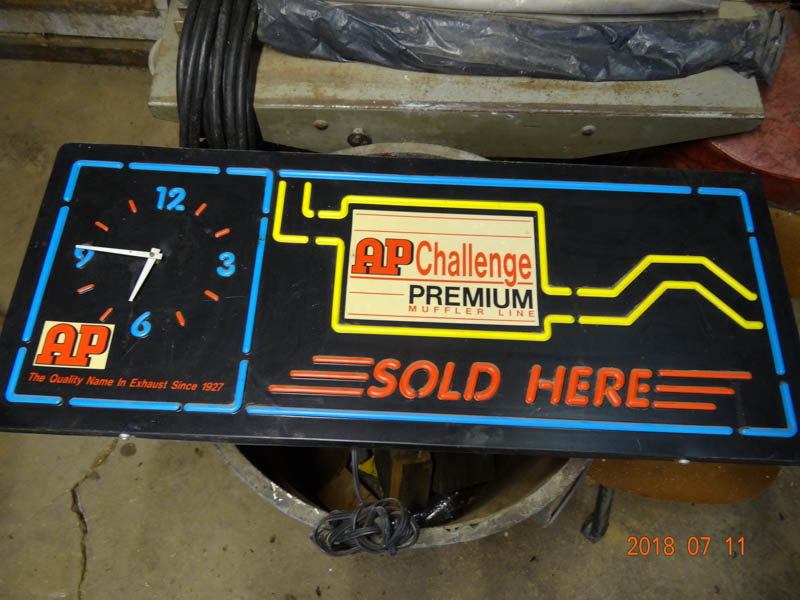 12
9
3
6
AP
The Quality Name In Exhaust Since 1927
AP Challenge
PREMIUM
MUFFLER LINE
SOLD HERE
2018 07 11